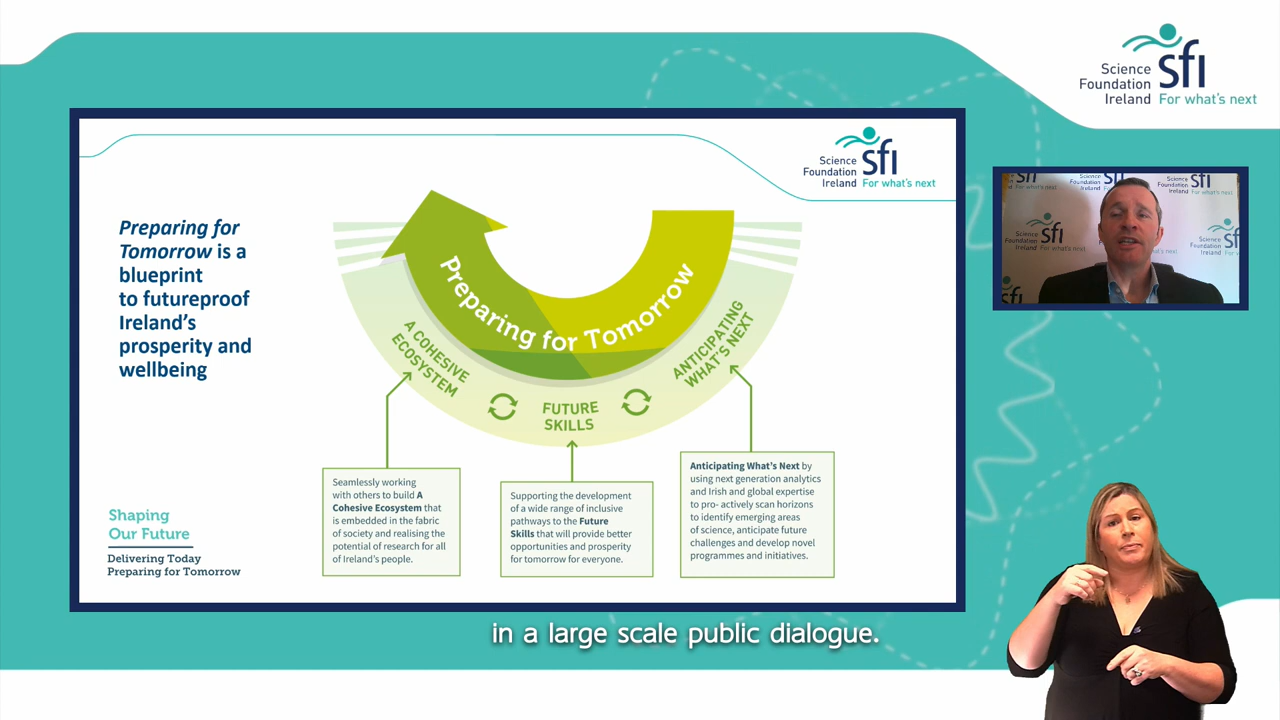 Science
Foundation
Ireland
sfi
For what's next
Science
Foundation
Ireland
sfi
For what's next
Preparing for
Tomorrow is a
blueprint
to futureproof
Ireland's
prosperity and
wellbeing
Preparing for Tomorrow
A COHESIVE
ECOSYSTEM
FUTURE
SKILLS
ANTICIPATING
WHAT'S NEXT
Seamlessly working
with others to build A
Cohesive Ecosystem that
is embedded in the fabric
of society and realising the
potential of research for all
of Ireland's people.
Supporting the development
of a wide range of inclusive
pathways to the Future
Skills that will provide better
opportunities and prosperity
for tomorrow for everyone.
Anticipating What's Next by
using next generation analytics
and Irish and global expertise
to pro- actively scan horizons
to identify emerging areas
of science, anticipate future
challenges and develop novel
programmes and initiatives.
Shaping
Our Future
Delivering Today
Preparing for Tomorrow
in a large scale public dialogue.